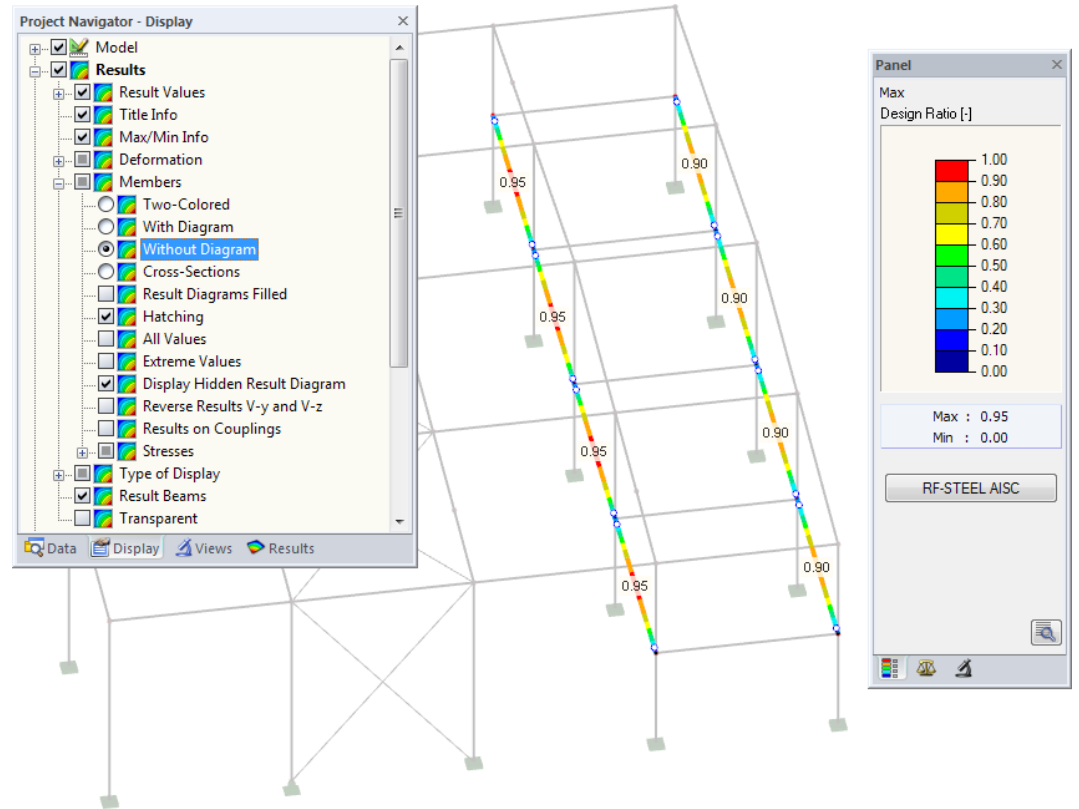 Project Navigator - Display
Model
Results
Result Values
Title Info
Max/Min Info
Deformation
Members
Two-Colored
With Diagram
Without Diagram
Cross-Sections
Result Diagrams Filled
Hatching
All Values
Extreme Values
Display Hidden Result Diagram
Reverse Results V-y and V-z
Results on Couplings
Stresses
Type of Display
Result Beams
Transparent
Data Display Views Results
0.95
0.90
0.95
0.90
0.95
0.90
0.95
0.90
Panel
Max
Design Ratio [-]
1.00
0.90
0.80
0.70
0.60
0.50
0.40
0.30
0.20
0.10
0.00
Max : 0.95
Min : 0.00
RF-STEEL AISC